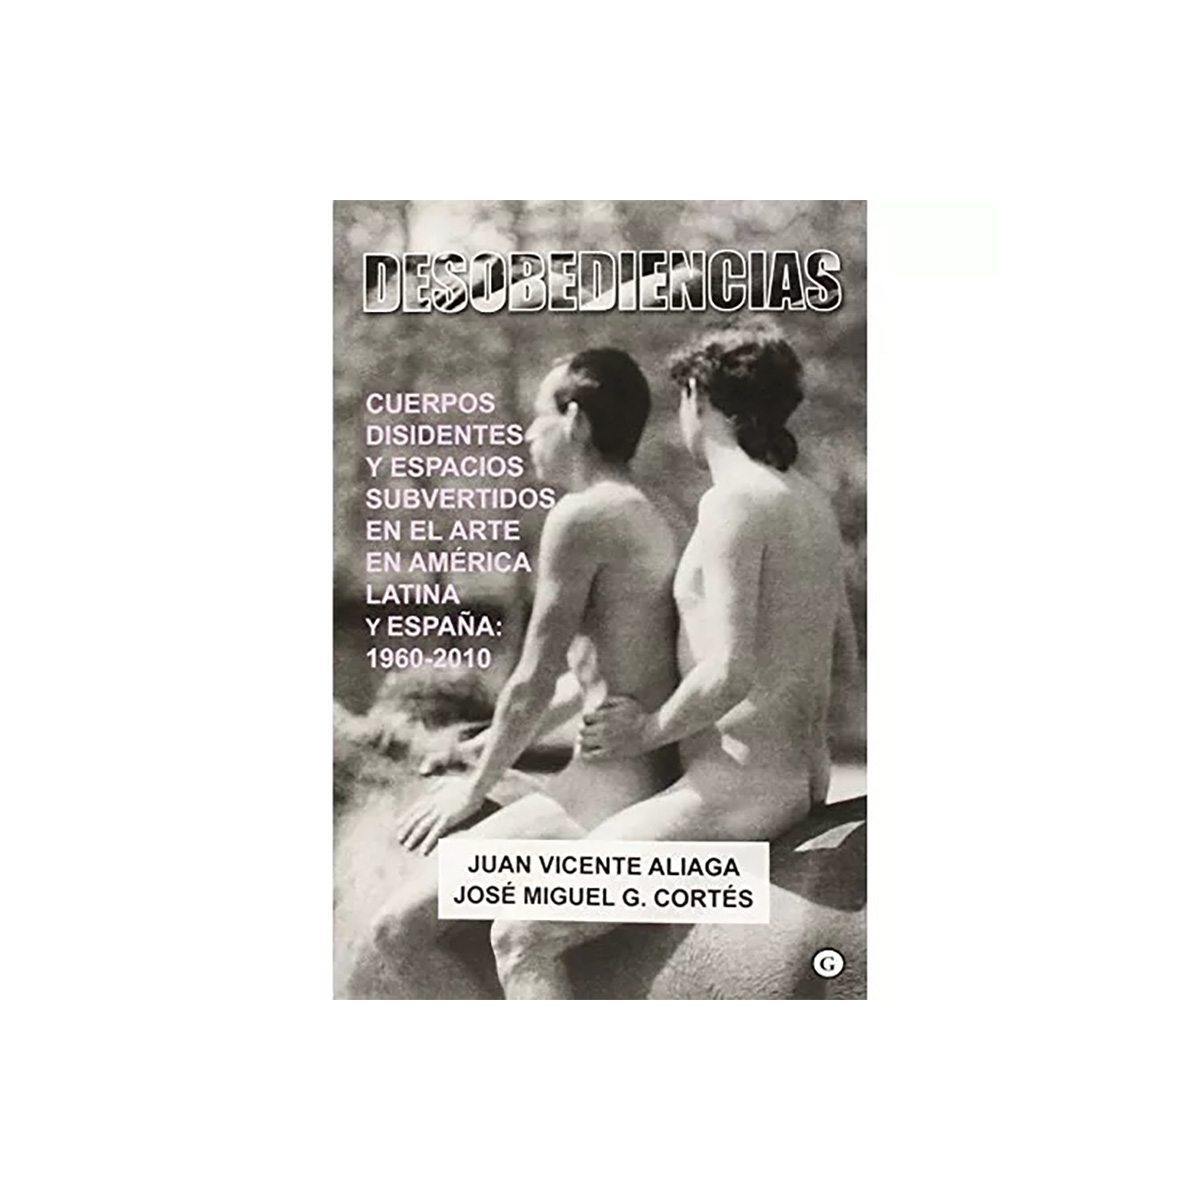 DESOBEDIENCIAS
CUERPOS
DISIDENTES
Y ESPACIOS
SUBVERTIDOS
EN EL ARTE
EN AMÉRICA
LATINA
Y ESPAÑA:
1960-2010
JUAN VICENTE ALIAGA
JOSÉ MIGUEL G. CORTÉS
G